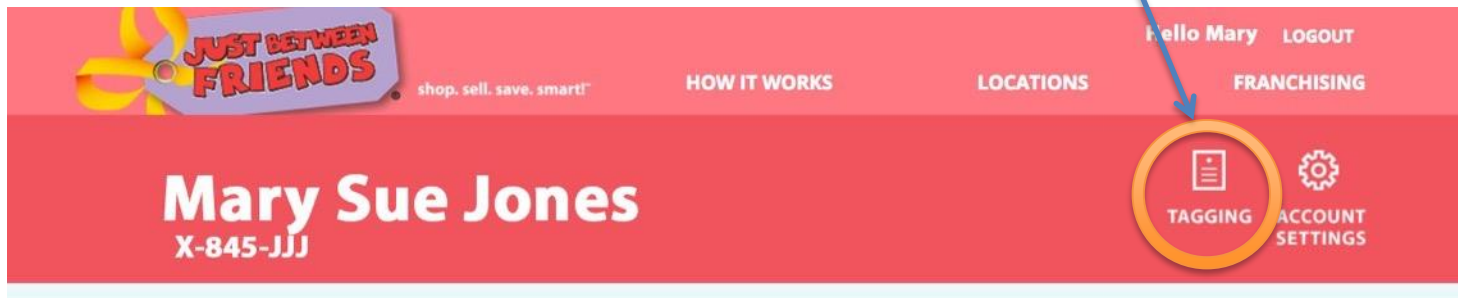 Hello Mary LOGOUT
JUST BETWEEN
FRIENDS
shop. sell. save. smart!
HOW IT WORKS LOCATIONS FRANCHISING
Mary Sue Jones
X-845-JJJ
TAGGING
ACCOUNT
SETTINGS